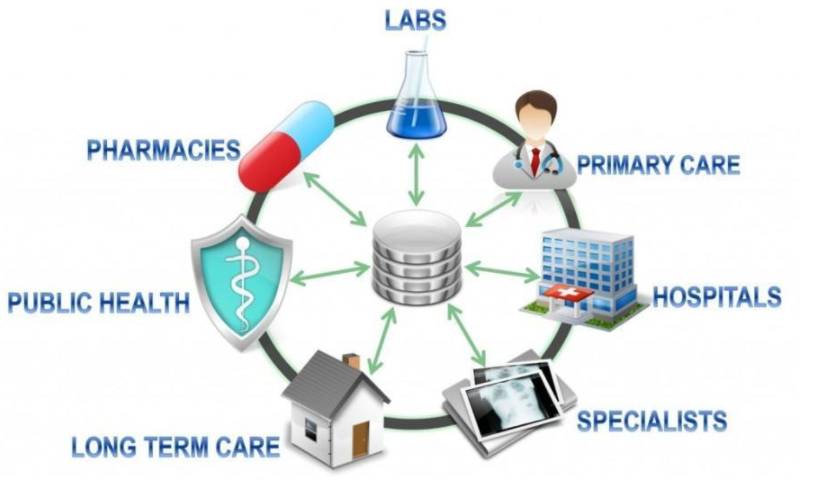 LABS
PHARMACIES
PRIMARY CARE
PUBLIC HEALTH
HOSPITALS
SPECIALISTS
LONG TERM CARE